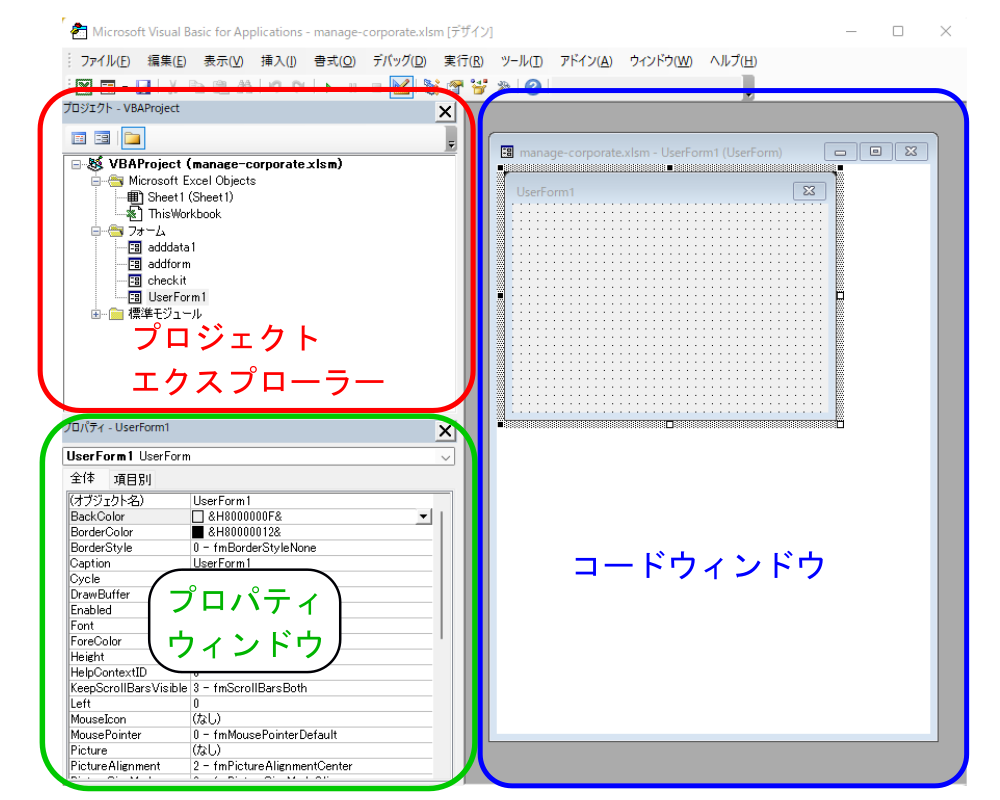 Microsoft Visual Basic for Applications - manage-corporate.xlsm [デザイン]
ファイル(F) 編集(E) 表示(V) 挿入(I) 書式(O) デバッグ(D) 実行(R) ツール(T) アドイン(A) ウィンドウ(W) ヘルプ(H)
プロジェクト - VBAProject
VBAProject (manage-corporate.xlsm)
Microsoft Excel Objects
Sheet1 (Sheet1)
ThisWorkbook
フォーム
adddata1
addform
checkit
UserForm1
標準モジュール
プロジェクト
エクスプローラー
プロパティ - UserForm1
UserForm1 UserForm
全体 項目別
(オブジェクト名) UserForm1
BackColor &H8000000F&
BorderColor &H80000012&
BorderStyle 0 - fmBorderStyleNone
Caption UserForm1
Cycle
DrawBuffer
Enabled
Font
ForeColor
Height
HelpContextID 0
KeepScrollBarsVisible 3 - fmScrollBarsBoth
Left 0
MouseIcon (なし)
MousePointer 0 - fmMousePointerDefault
Picture (なし)
PictureAlignment 2 - fmPictureAlignmentCenter
プロパティ
ウィンドウ
manage-corporate.xlsm - UserForm1 (UserForm)
UserForm1
コードウィンドウ